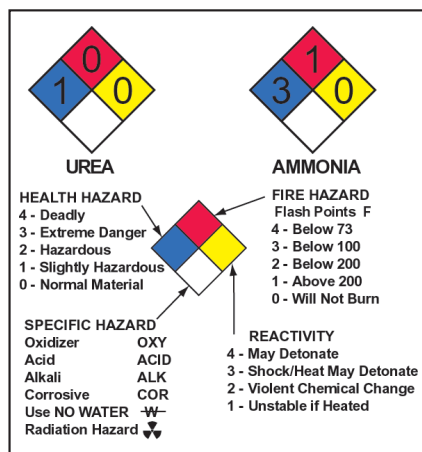 0
1 0
UREA
1
3 0
AMMONIA
HEALTH HAZARD
4 - Deadly
3 - Extreme Danger
2 - Hazardous
1 - Slightly Hazardous
0 - Normal Material
FIRE HAZARD
Flash Points F
4 - Below 73
3 - Below 100
2 - Below 200
1 - Above 200
0 - Will Not Burn
SPECIFIC HAZARD
Oxidizer OXY
Acid ACID
Alkali ALK
Corrosive COR
Use NO WATER W
Radiation Hazard
REACTIVITY
4 - May Detonate
3 - Shock/Heat May Detonate
2 - Violent Chemical Change
1 - Unstable if Heated